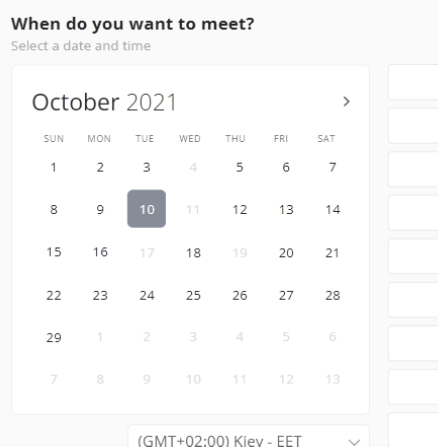 When do you want to meet?
Select a date and time
October 2021
SUN MON TUE WED THU FRI SAT
1 2 3 4 5 6 7
8 9 10 11 12 13 14
15 16 17 18 19 20 21
22 23 24 25 26 27 28
29 1 2 3 4 5 6
7 8 9 10 11 12 13
(GMT+02:00) Kiev - EET